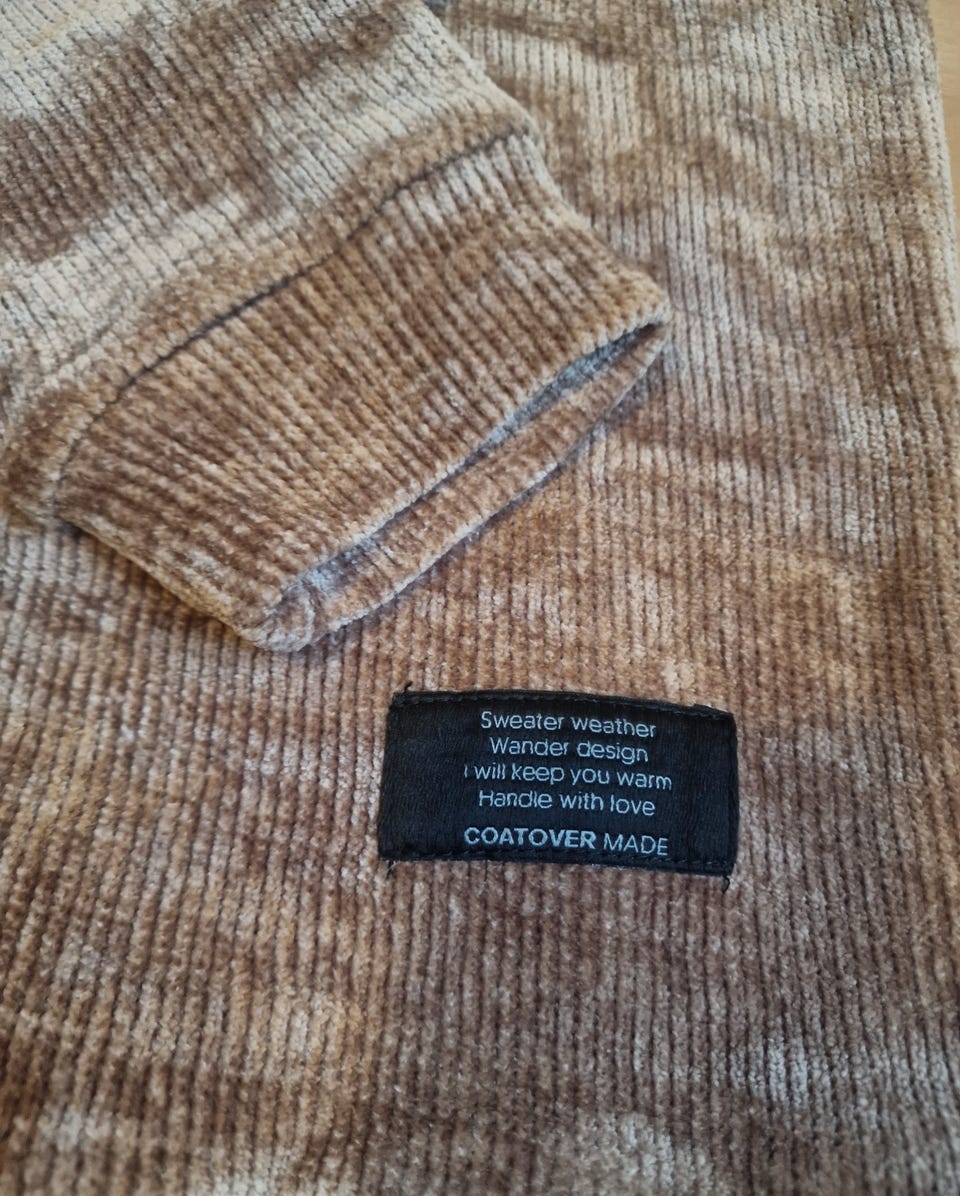 Sweater weather
Wander design
I will keep you warm
Handle with love
COATOVER MADE